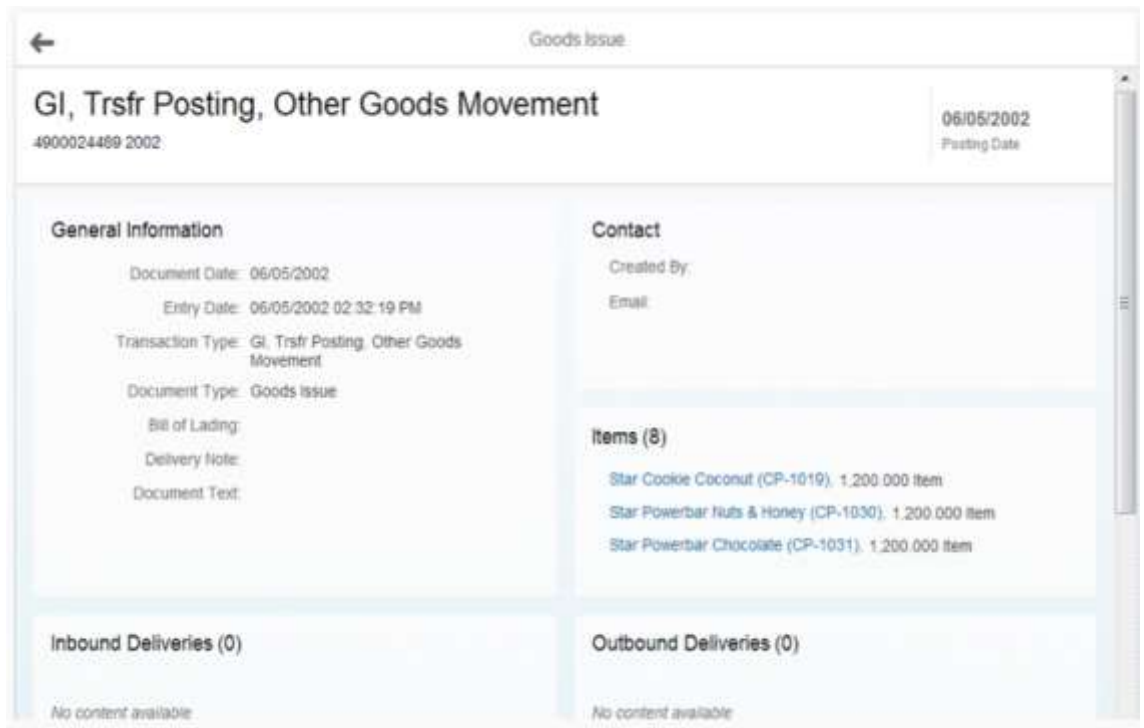 Goods Issue
GI, Trsfr Posting, Other Goods Movement
4900024489 2002
06/05/2002
Posting Date
General Information
Document Date: 06/05/2002
Entry Date: 06/05/2002 02:32:19 PM
Transaction Type: GI, Trsfr Posting, Other Goods
Movement
Document Type: Goods Issue
Bill of Lading:
Delivery Note:
Document Text:
Contact
Created By:
Email:
Items (8)
Star Cookie Coconut (CP-1019), 1.200.000 Item
Star Powerbar Nuts & Honey (CP-1030), 1.200.000 Item
Star Powerbar Chocolate (CP-1031), 1.200.000 Item
Inbound Deliveries (0)
No content available
Outbound Deliveries (0)
No content available